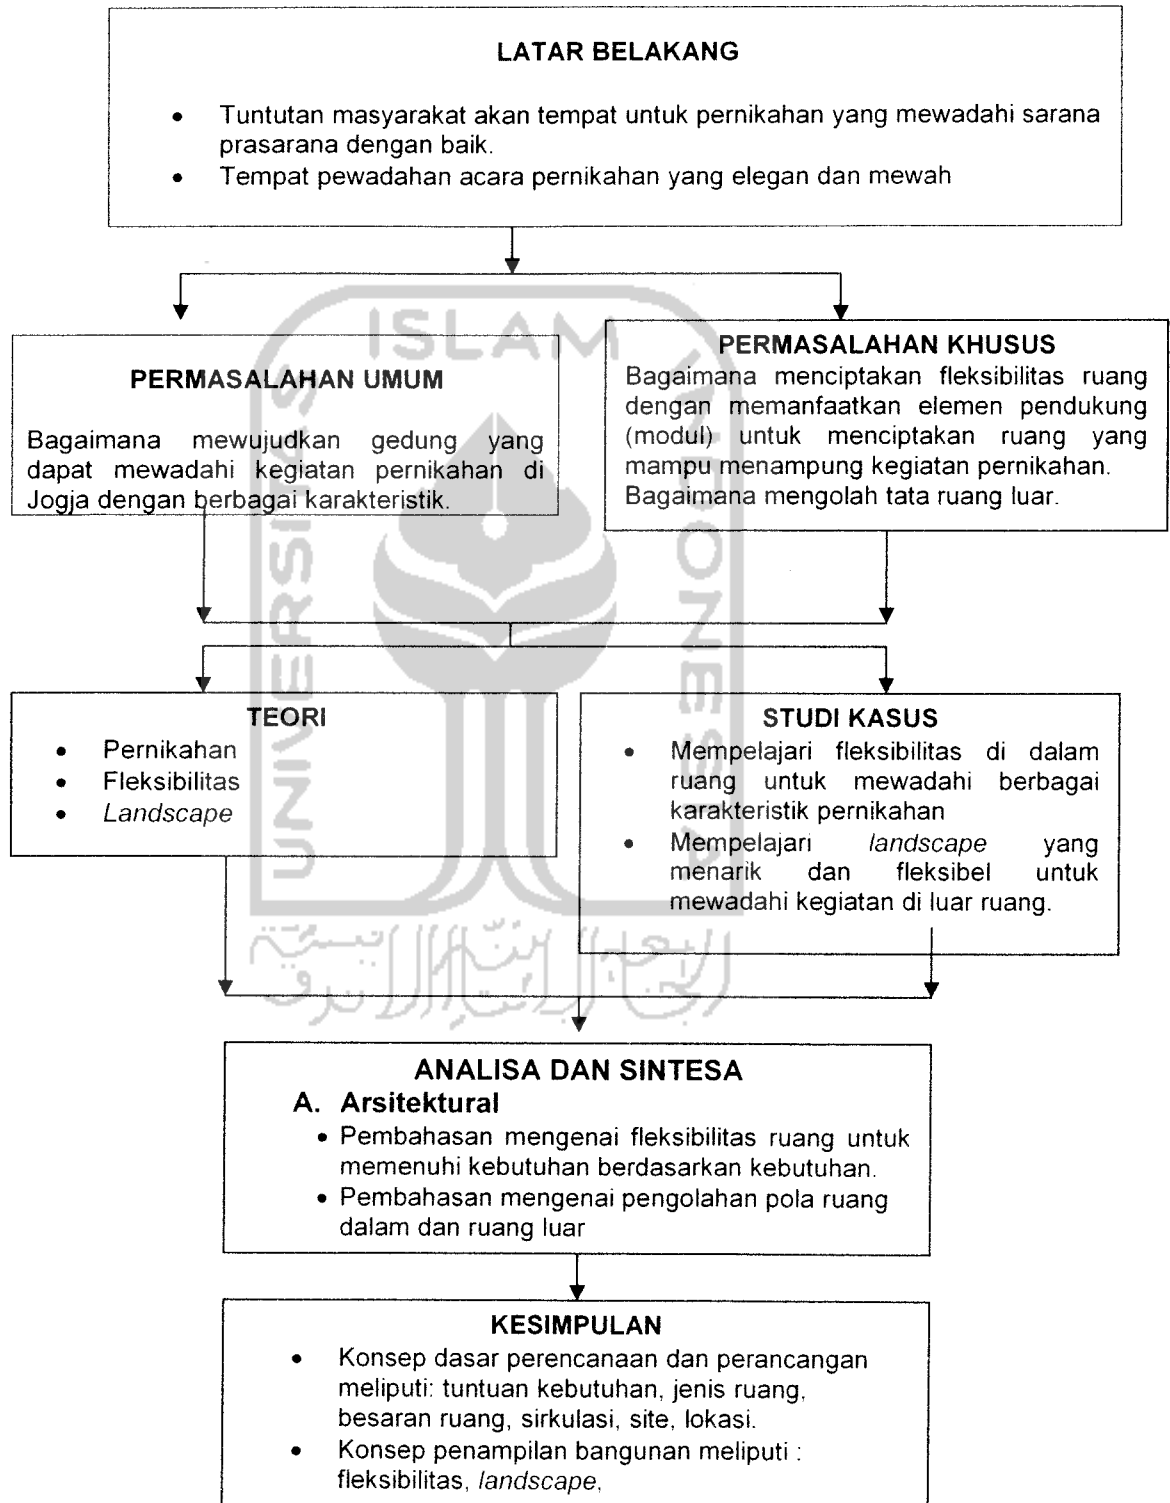 LATAR BELAKANG
• Tuntutan masyarakat akan tempat untuk pernikahan yang mewadahi sarana
prasarana dengan baik.
• Tempat pewadahan acara pernikahan yang elegan dan mewah
PERMASALAHAN UMUM
Bagaimana mewujudkan gedung yang
dapat mewadahi kegiatan pernikahan di
Jogja dengan berbagai karakteristik.
PERMASALAHAN KHUSUS
Bagaimana menciptakan fleksibilitas ruang
dengan memanfaatkan elemen pendukung
(modul) untuk menciptakan ruang yang
mampu menampung kegiatan pernikahan.
Bagaimana mengolah tata ruang luar.
TEORI
• Pernikahan
• Fleksibilitas
• Landscape
STUDI KASUS
• Mempelajari fleksibilitas di dalam
ruang untuk mewadahi berbagai
karakteristik pernikahan
• Mempelajari landscape yang
menarik dan fleksibel untuk
mewadahi kegiatan di luar ruang.
ANALISA DAN SINTESA
A. Arsitektural
• Pembahasan mengenai fleksibilitas ruang untuk
memenuhi kebutuhan berdasarkan kebutuhan.
• Pembahasan mengenai pengolahan pola ruang
dalam dan ruang luar
KESIMPULAN
• Konsep dasar perencanaan dan perancangan
meliputi: tuntuan kebutuhan, jenis ruang,
besaran ruang, sirkulasi, site, lokasi.
• Konsep penampilan bangunan meliputi :
fleksibilitas, landscape,
UNIVERSITAS
ISLAM
INDONESIA